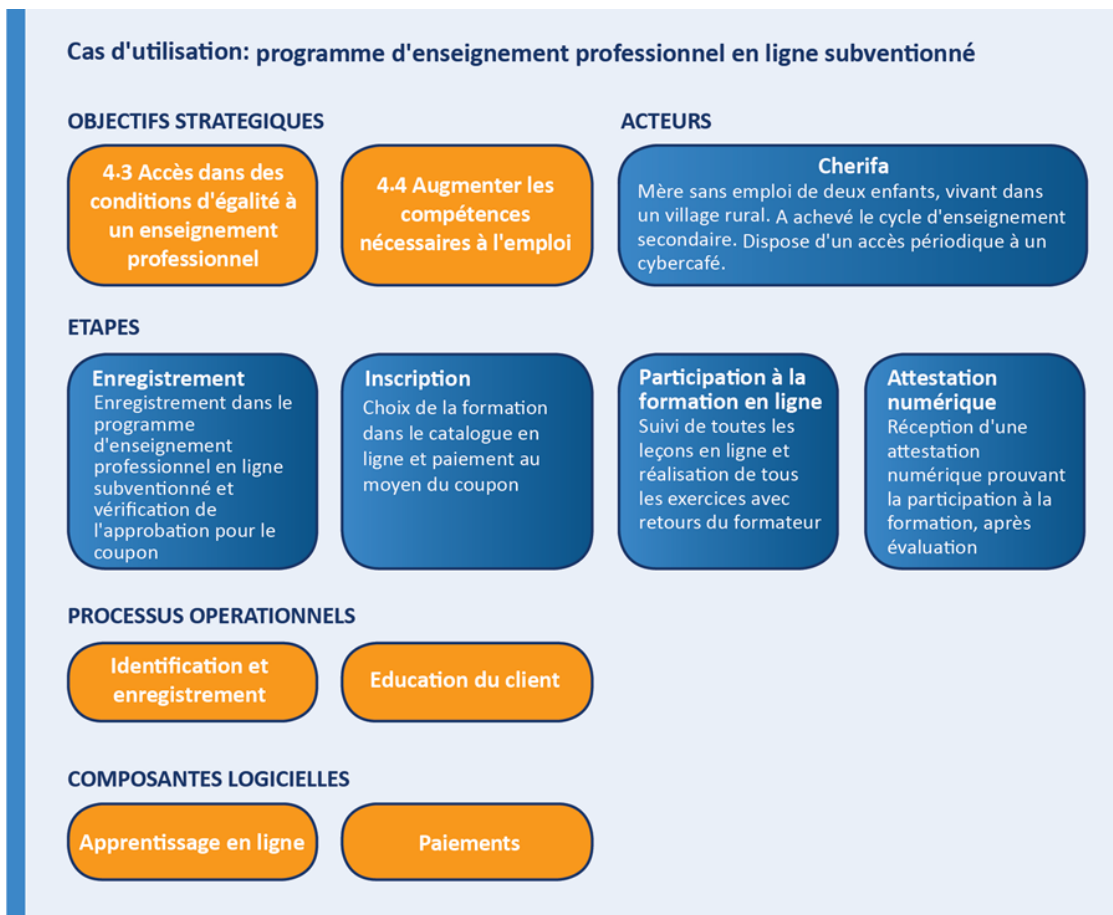 Cas d'utilisation: programme d'enseignement professionnel en ligne subventionné
OBJECTIFS STRATEGIQUES
4.3 Accès dans des
conditions d'égalité à
un enseignement
professionnel
4.4 Augmenter les
compétences
nécessaires à l'emploi
ACTEURS
Cherifa
Mère sans emploi de deux enfants, vivant dans
un village rural. A achevé le cycle d'enseignement
secondaire. Dispose d'un accès périodique à un
cybercafé.
ETAPES
Enregistrement
Enregistrement dans le
programme
d'enseignement
professionnel en ligne
subventionné et
vérification de
l'approbation pour le
coupon
Inscription
Choix de la formation
dans le catalogue en
ligne et paiement au
moyen du coupon
Participation à la
formation en ligne
Suivi de toutes les
leçons en ligne et
réalisation de tous
les exercices avec
retours du formateur
Attestation
numérique
Réception d'une
attestation
numérique prouvant
la participation à la
formation, après
évaluation
PROCESSUS OPERATIONNELS
Identification et
enregistrement
Education du client
COMPOSANTES LOGICIELLES
Apprentissage en ligne
Paiements